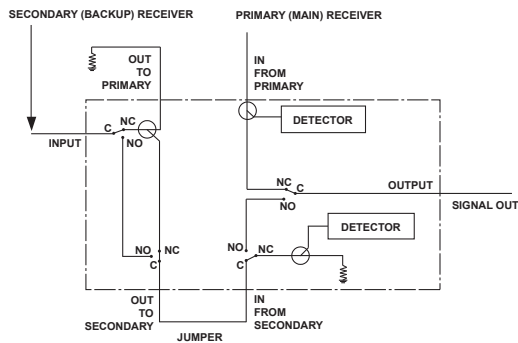 SECONDARY (BACKUP) RECEIVER
PRIMARY (MAIN) RECEIVER
OUT
TO
PRIMARY
IN
FROM
PRIMARY
DETECTOR
C
NC
NO
INPUT
NC
C
NO
OUTPUT
SIGNAL OUT
DETECTOR
NO
NC
C
NO
NC
C
OUT
TO
SECONDARY
IN
FROM
SECONDARY
JUMPER